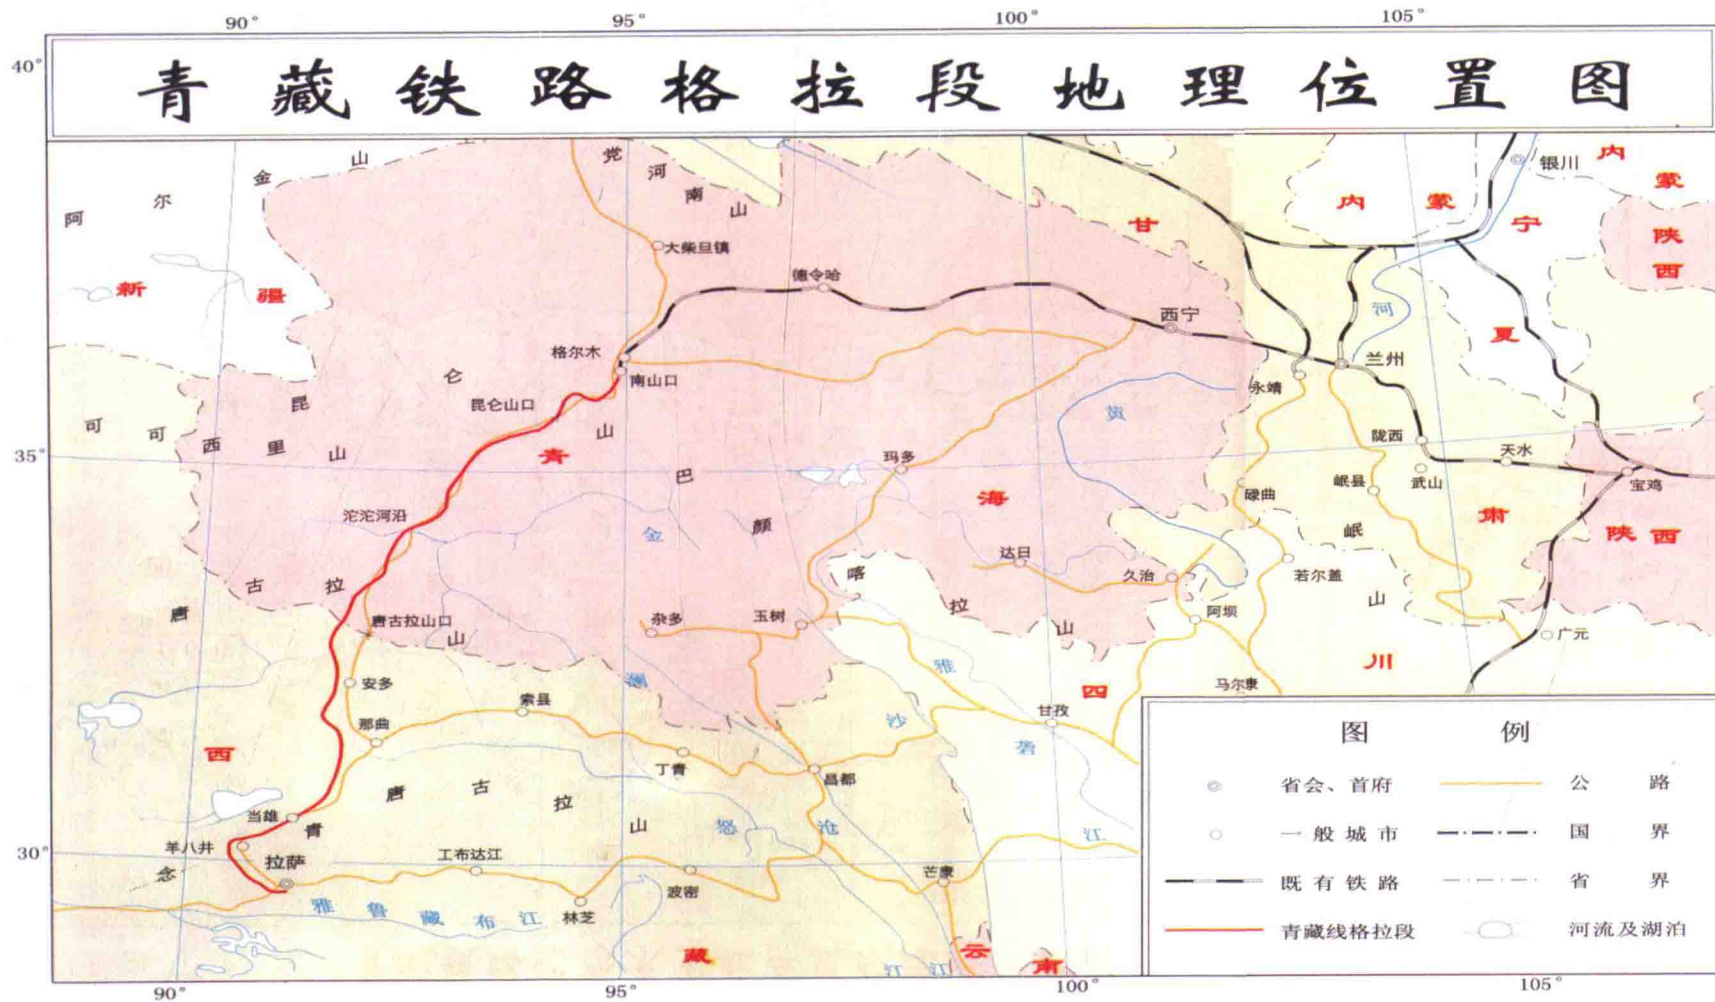 90° 95° 100° 105°
40°
青藏铁路格拉段地理位置图
阿尔金山
党河南山
甘
内蒙
银川
内蒙
宁
陕西
大柴旦镇
新疆
德令哈
西宁
河
夏
格尔木
南山口
兰州
永靖
昆仑山口
昆仑山
可可西里山
黄
陇西
天水
35°
青
玛多
巴颜喀拉山
海
碌曲
岷县
武山
宝鸡
肃
陕西
岷山
沱沱河沿
金
达日
久治
若尔盖
唐古拉山
唐古拉山口
杂多
玉树
阿坝
广元
川
安多
澜
雅
马尔康
索县
四
那曲
沙
甘孜
砻
西
丁青
昌都
唐古拉山
当雄
青
怒
沧
江
羊八井
30°
拉萨
工布达江
念
波密
芒康
雅鲁藏布江
林芝
藏
江
江
云南
图例
省会、首府
公路
一般城市
国界
既有铁路
省界
青藏线格拉段
河流及湖泊
90° 95° 100° 105°